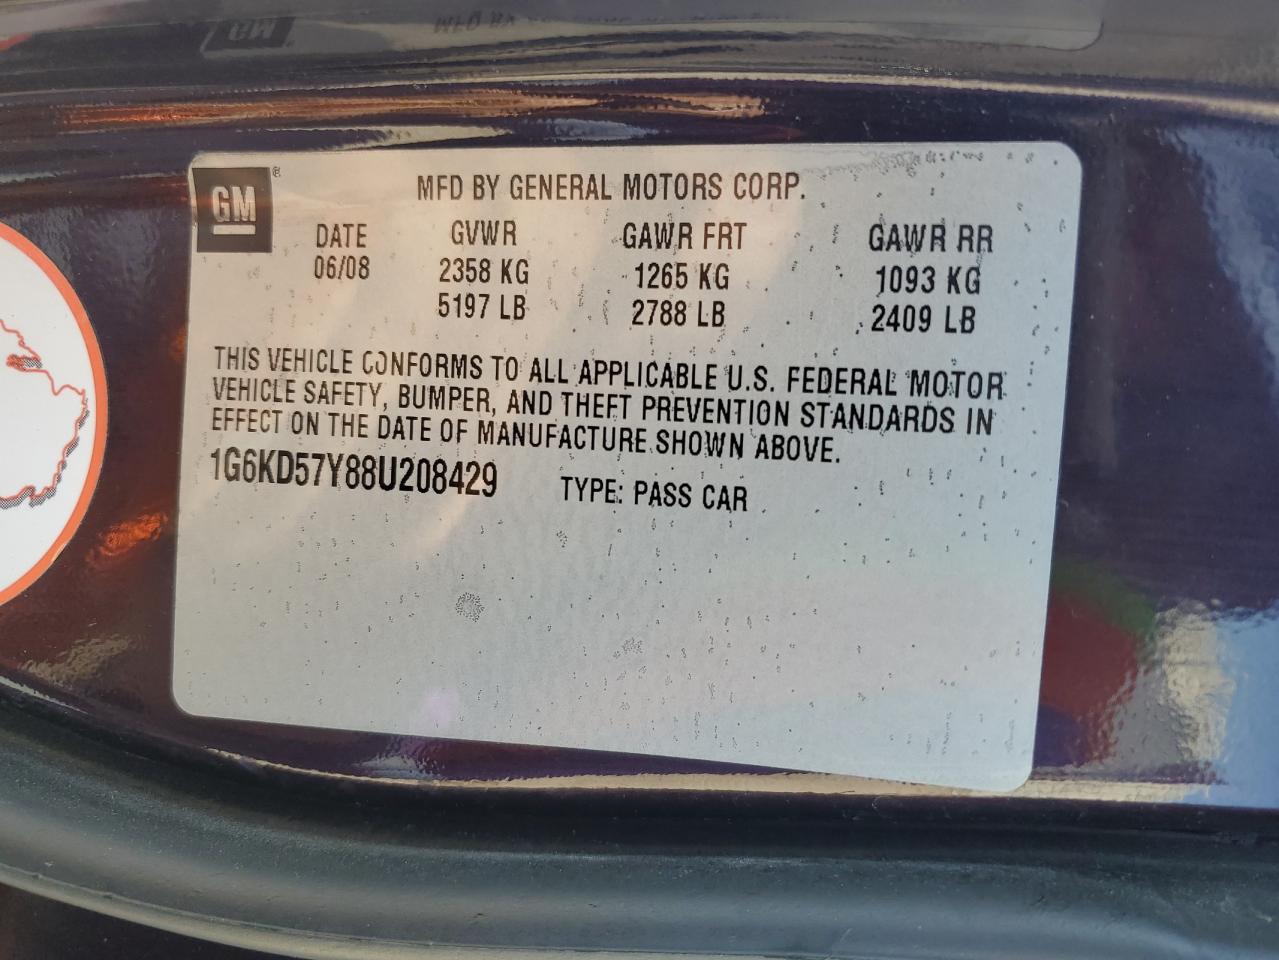 GM ®
MFD BY GENERAL MOTORS CORP.
DATE GVWR GAWR FRT GAWR RR
06/08 2358 KG 1265 KG 1093 KG
5197 LB 2788 LB 2409 LB
THIS VEHICLE CONFORMS TO ALL APPLICABLE U.S. FEDERAL MOTOR
VEHICLE SAFETY, BUMPER, AND THEFT PREVENTION STANDARDS IN
EFFECT ON THE DATE OF MANUFACTURE SHOWN ABOVE.
1G6KD57Y88U208429 TYPE: PASS CAR